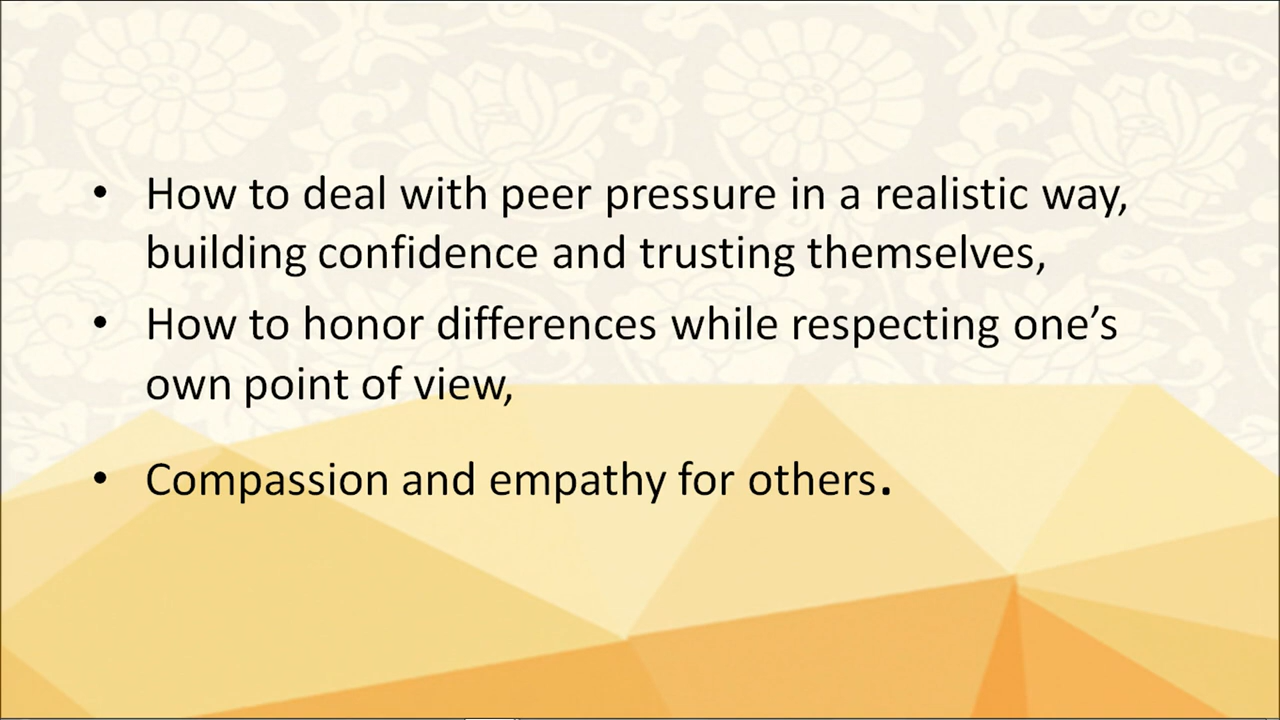 • How to deal with peer pressure in a realistic way,
building confidence and trusting themselves,
• How to honor differences while respecting one’s
own point of view,
• Compassion and empathy for others.